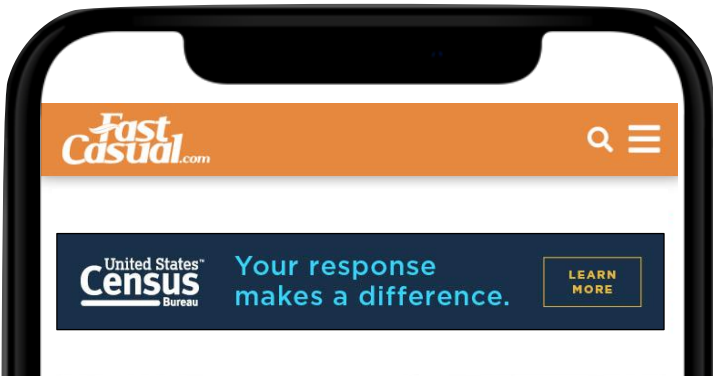 Fast
Casual.com
United States™
Census
Bureau
Your response
makes a difference.
LEARN
MORE